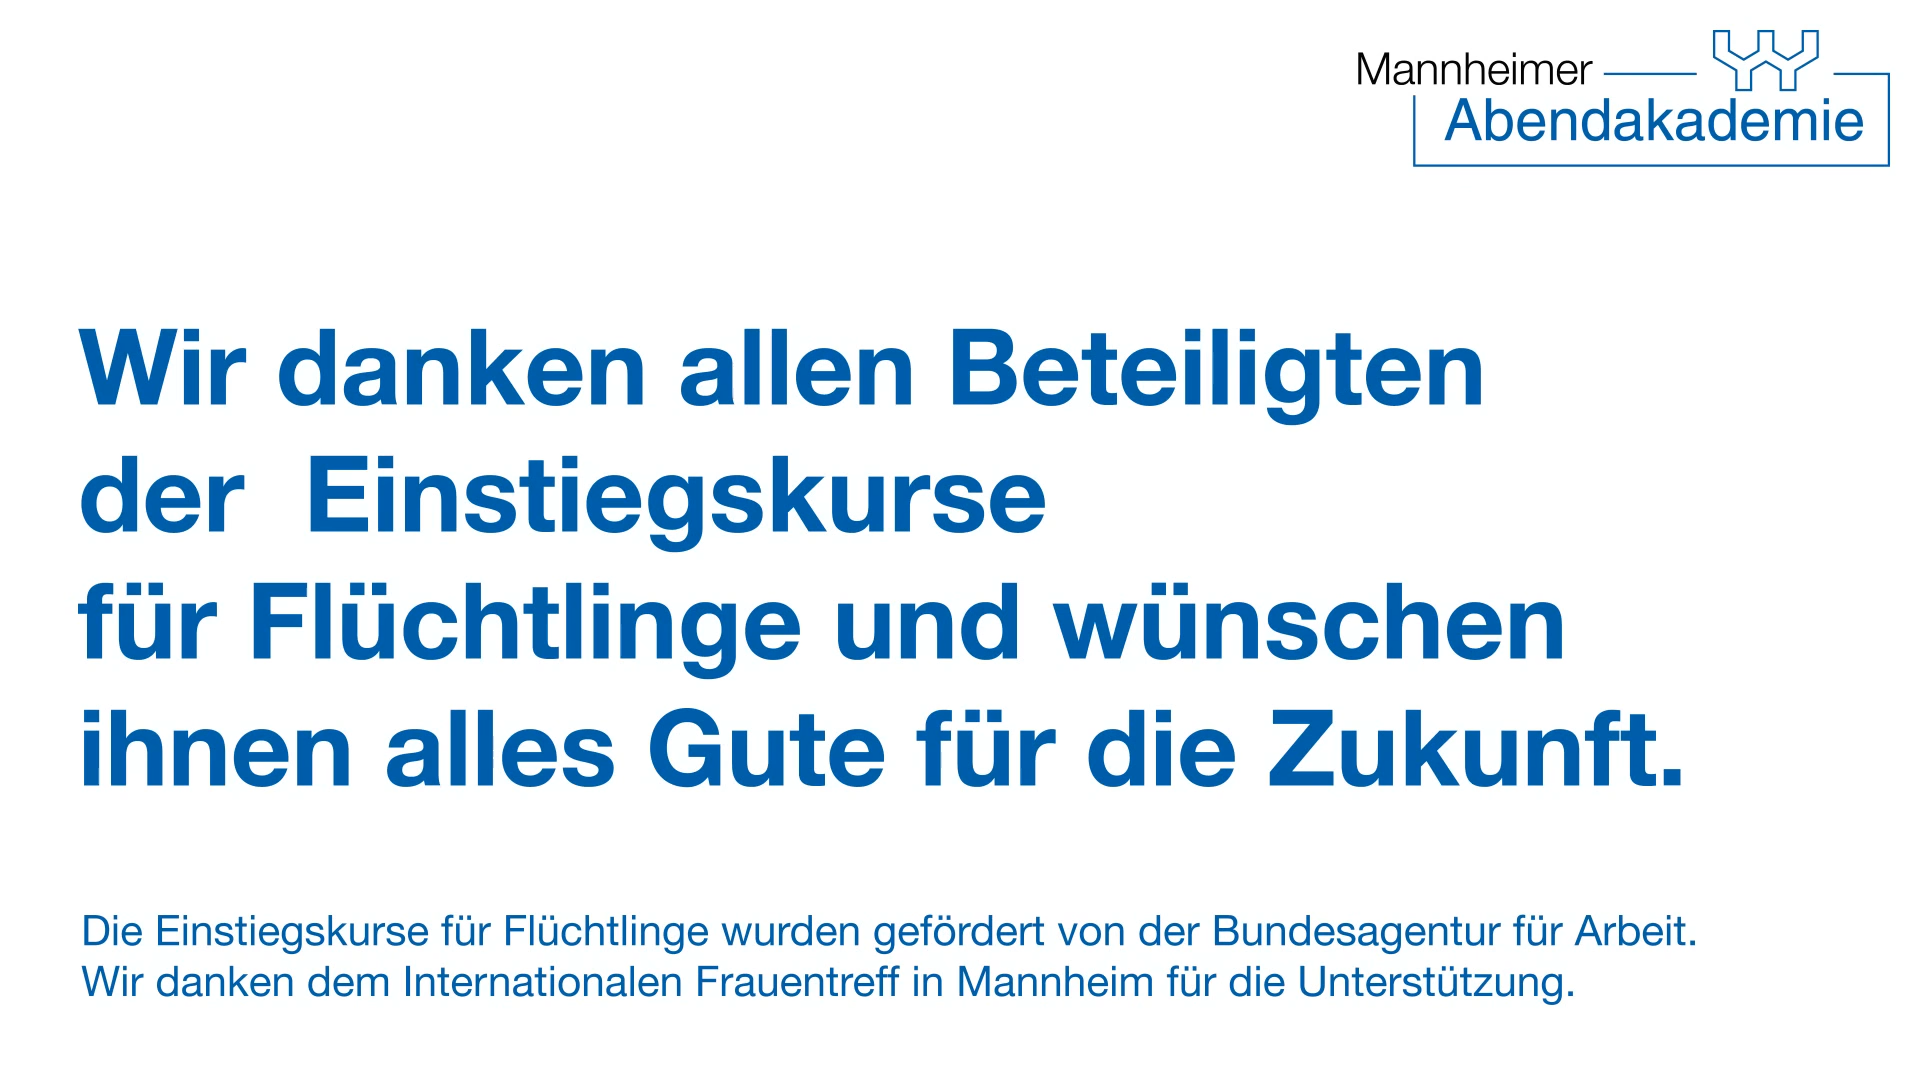 Mannheimer
Abendakademie
Wir danken allen Beteiligten
der  Einstiegskurse
für Flüchtlinge und wünschen
ihnen alles Gute für die Zukunft.
Die Einstiegskurse für Flüchtlinge wurden gefördert von der Bundesagentur für Arbeit.
Wir danken dem Internationalen Frauentreff in Mannheim für die Unterstützung.